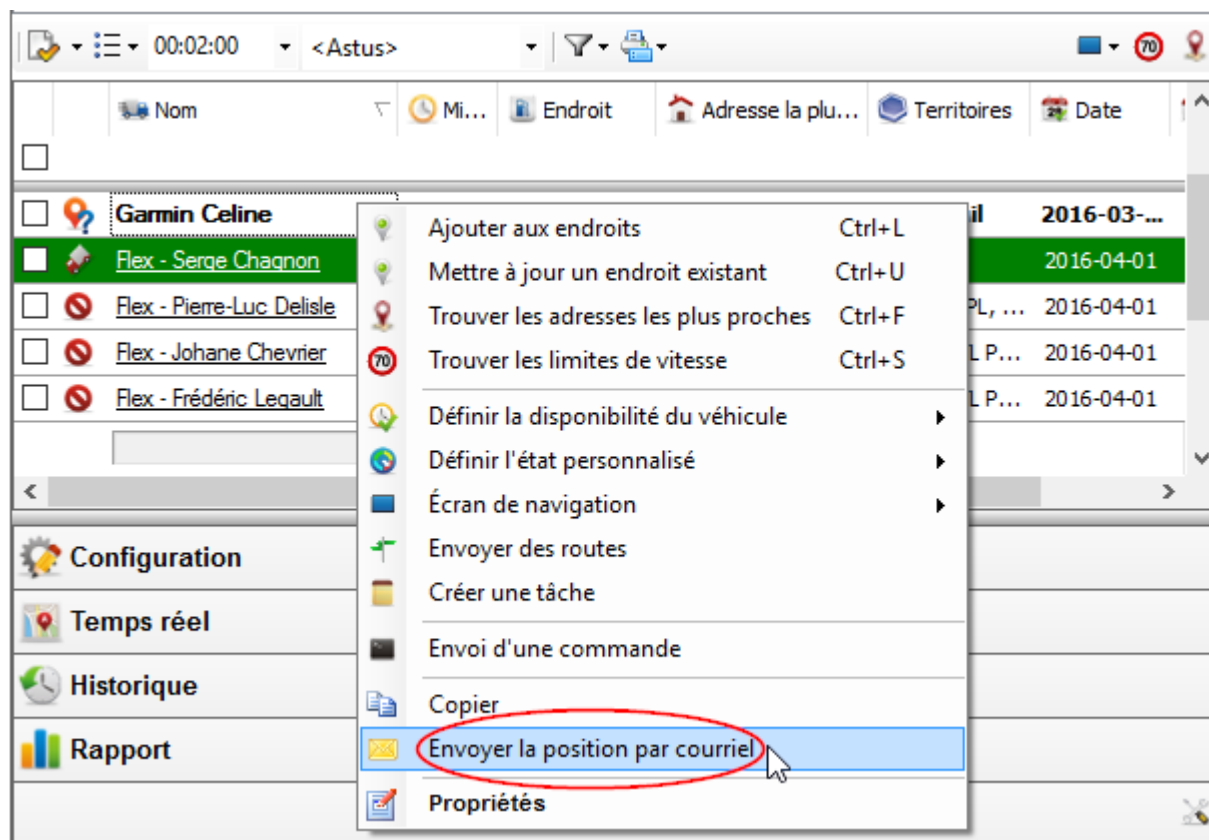 00:02:00 <Astus> 70
Nom Mi... Endroit Adresse la plu... Territoires 24 Date
Garmin Celine il 2016-03-...
Flex - Serge Chagnon 2016-04-01
Flex - Pierre-Luc Delisle PL, ... 2016-04-01
Flex - Johane Chevrier L P... 2016-04-01
Flex - Frédéric Legault L P... 2016-04-01
Ajouter aux endroits Ctrl+L
Mettre à jour un endroit existant Ctrl+U
Trouver les adresses les plus proches Ctrl+F
70 Trouver les limites de vitesse Ctrl+S
Définir la disponibilité du véhicule
Définir l'état personnalisé
Écran de navigation
Envoyer des routes
Créer une tâche
Envoi d'une commande
Copier
Envoyer la position par courriel
Propriétés
Configuration
Temps réel
Historique
Rapport